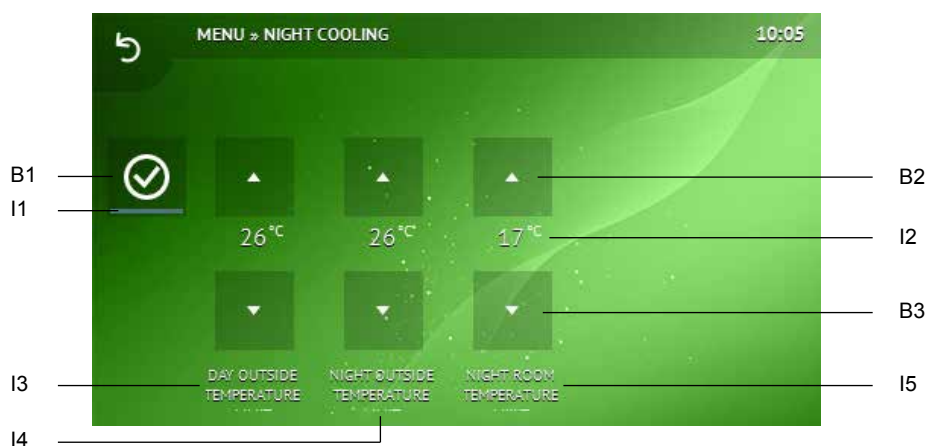 MENU » NIGHT COOLING 10:05
B1
B2
I1
26 °C 26 °C 17 °C
I2
B3
I3
DAY OUTSIDE NIGHT OUTSIDE NIGHT ROOM
TEMPERATURE TEMPERATURE TEMPERATURE
I5
I4